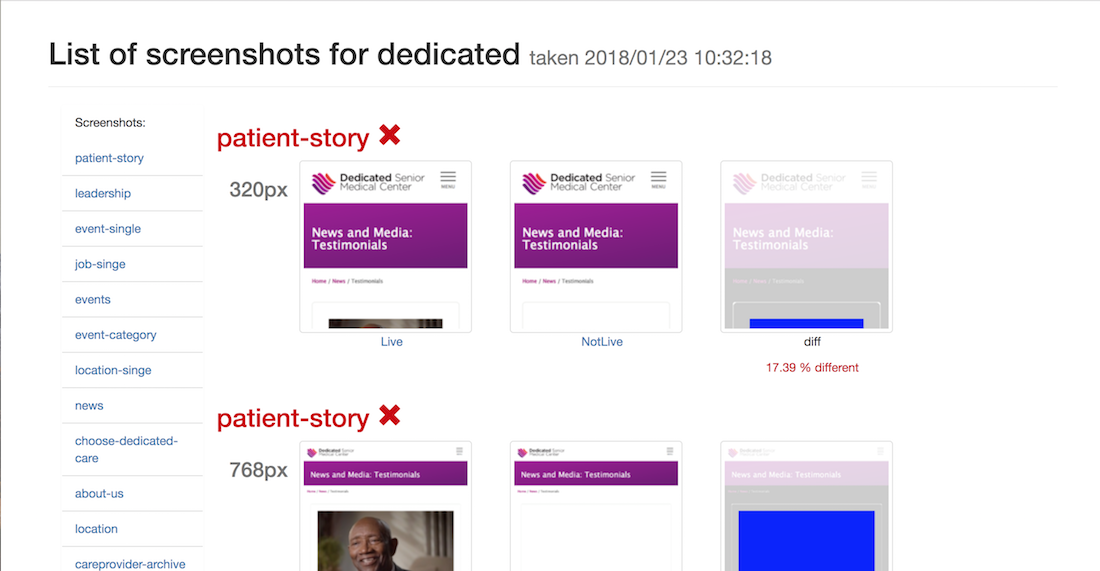 List of screenshots for dedicated taken 2018/01/23 10:32:18
Screenshots:
patient-story
leadership
event-single
job-singe
events
event-category
location-singe
news
choose-dedicated-
care
about-us
location
careprovider-archive
patient-story ✖
320px
Dedicated Senior
Medical Center
MENU
News and Media:
Testimonials
Home / News / Testimonials
Live
Dedicated Senior
Medical Center
MENU
News and Media:
Testimonials
Home / News / Testimonials
NotLive
Dedicated Senior
Medical Center
MENU
News and Media:
Testimonials
Home / News / Testimonials
diff
17.39 % different
patient-story ✖
768px
Dedicated Senior
Medical Center
News and Media: Testimonials
Home / News / Testimonials
Dedicated Senior
Medical Center
News and Media: Testimonials
Home / News / Testimonials
Dedicated Senior
Medical Center
News and Media: Testimonials